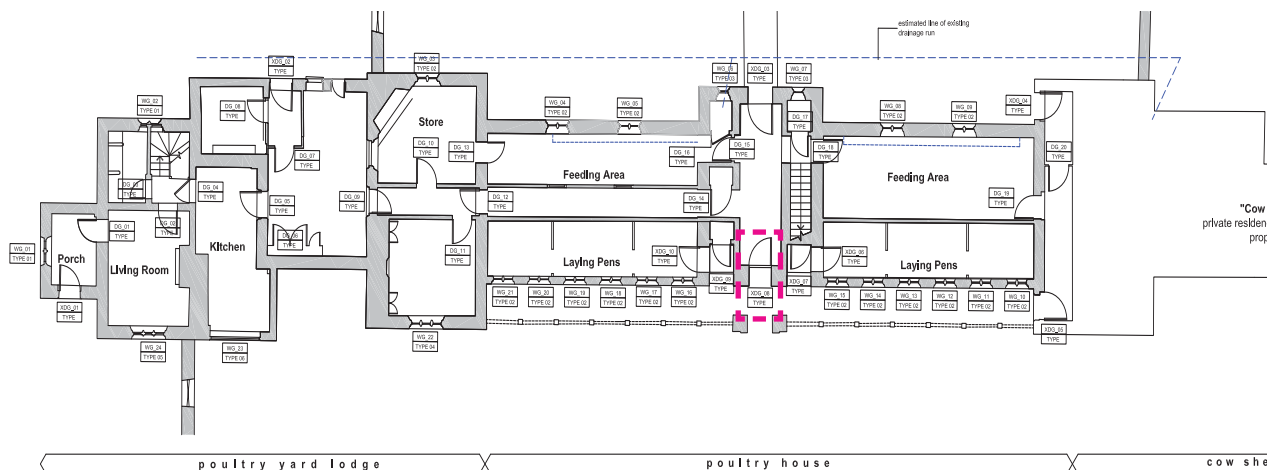 estimated line of existing
drainage run
XDG_02
TYPE
WG_03
TYPE 02
WG_06
TYPE 03
XDG_03
TYPE
WG_07
TYPE 03
WG_02
TYPE 01
DG_08
TYPE
WG_04
TYPE 02
WG_05
TYPE 02
WG_08
TYPE 02
WG_09
TYPE 02
XDG_04
TYPE
DG_17
TYPE
Store
DG_10
TYPE
DG_13
TYPE
DG_15
TYPE
DG_16
TYPE
DG_18
TYPE
DG_20
TYPE
DG_07
TYPE
Feeding Area
Feeding Area
DG_03
TYPE
DG_04
TYPE
DG_05
TYPE
DG_09
TYPE
DG_12
TYPE
DG_14
TYPE
DG_19
TYPE
"Cow
private residen
prop
DG_01
TYPE
DG_02
TYPE
DG_06
TYPE
Kitchen
DG_11
TYPE
WG_01
TYPE 01
Porch
Living Room
XDG_01
TYPE
Laying Pens
XDG_10
TYPE
XDG_09
TYPE
XDG_08
TYPE
XDG_07
TYPE
XDG_06
TYPE
Laying Pens
WG_21
TYPE 02
WG_20
TYPE 02
WG_19
TYPE 02
WG_18
TYPE 02
WG_17
TYPE 02
WG_16
TYPE 02
WG_15
TYPE 02
WG_14
TYPE 02
WG_13
TYPE 02
WG_12
TYPE 02
WG_11
TYPE 02
WG_10
TYPE 02
XDG_05
TYPE
WG_24
TYPE 05
WG_23
TYPE 06
WG_22
TYPE 04
poultry yard lodge
poultry house
cow she